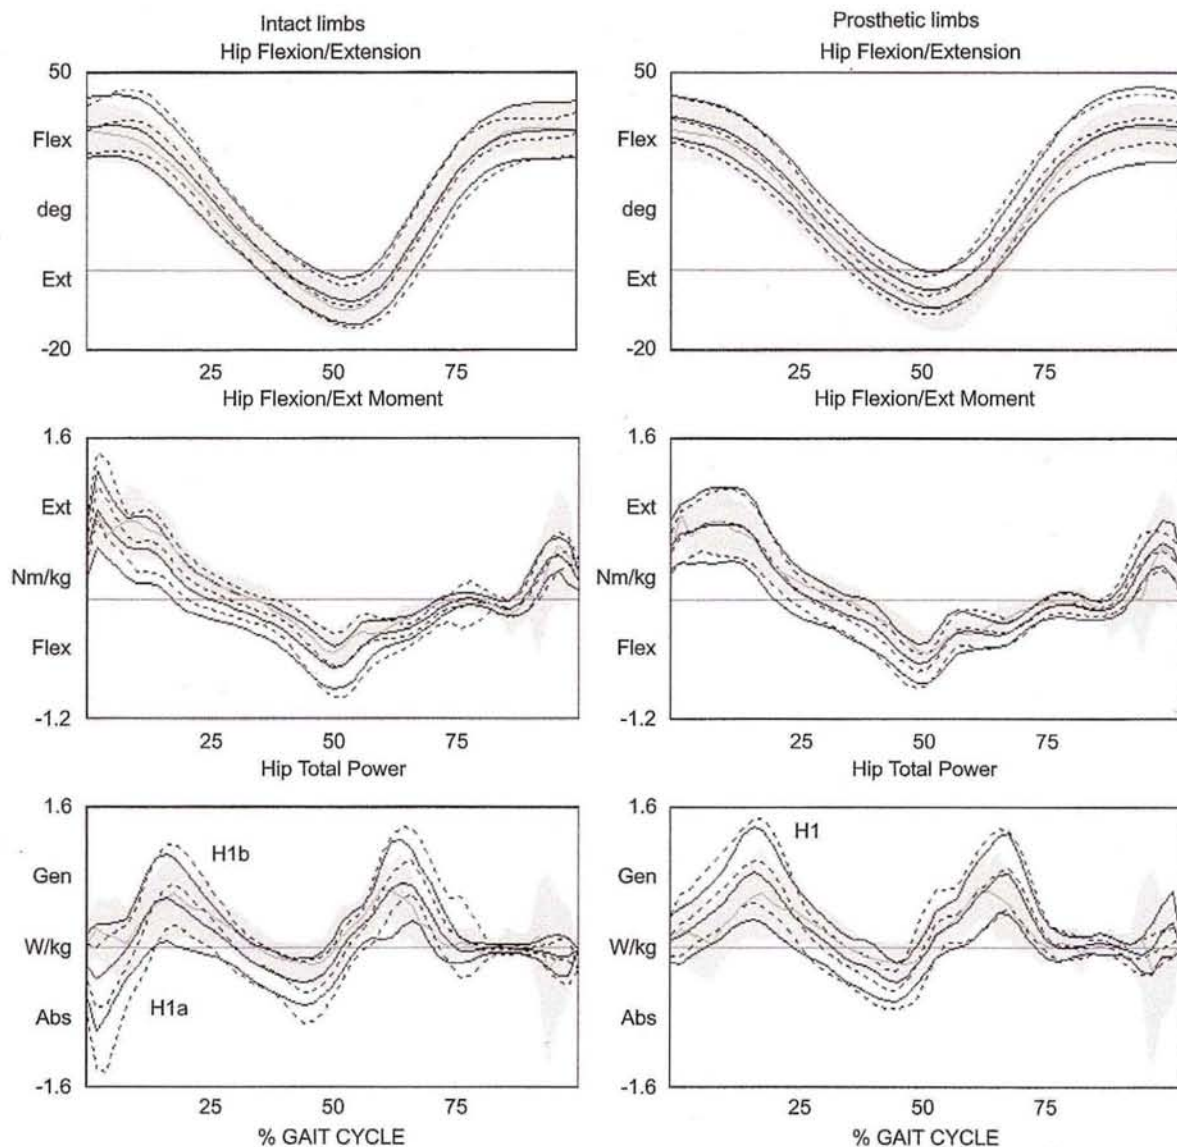 Intact limbs
Prosthetic limbs
Hip Flexion/Extension
Hip Flexion/Extension
50
Flex
deg
Ext
-20
25 50 75
50
Flex
deg
Ext
-20
25 50 75
Hip Flexion/Ext Moment
Hip Flexion/Ext Moment
1.6
Ext
Nm/kg
Flex
-1.2
25 50 75
1.6
Ext
Nm/kg
Flex
-1.2
25 50 75
Hip Total Power
Hip Total Power
1.6
Gen
W/kg
Abs
-1.6
H1b
H1a
25 50 75
% GAIT CYCLE
1.6
Gen
W/kg
Abs
-1.6
H1
25 50 75
% GAIT CYCLE